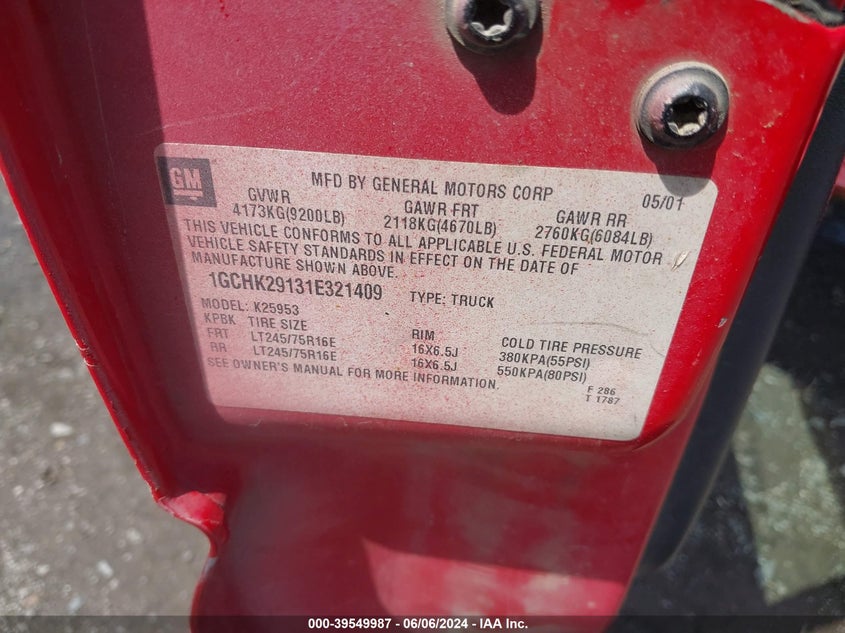 GM
MFD BY GENERAL MOTORS CORP 05/01
GVWR GAWR FRT GAWR RR
4173KG(9200LB) 2118KG(4670LB) 2760KG(6084LB)
THIS VEHICLE CONFORMS TO ALL APPLICABLE U.S. FEDERAL MOTOR
VEHICLE SAFETY STANDARDS IN EFFECT ON THE DATE OF
MANUFACTURE SHOWN ABOVE.
1GCHK29131E321409 TYPE: TRUCK
MODEL: K25953
KPBK TIRE SIZE RIM COLD TIRE PRESSURE
FRT LT245/75R16E 16X6.5J 380KPA(55PSI)
RR LT245/75R16E 16X6.5J 550KPA(80PSI)
SEE OWNER'S MANUAL FOR MORE INFORMATION.
F 286
T 1787
000-39549987 - 06/06/2024 - IAA Inc.